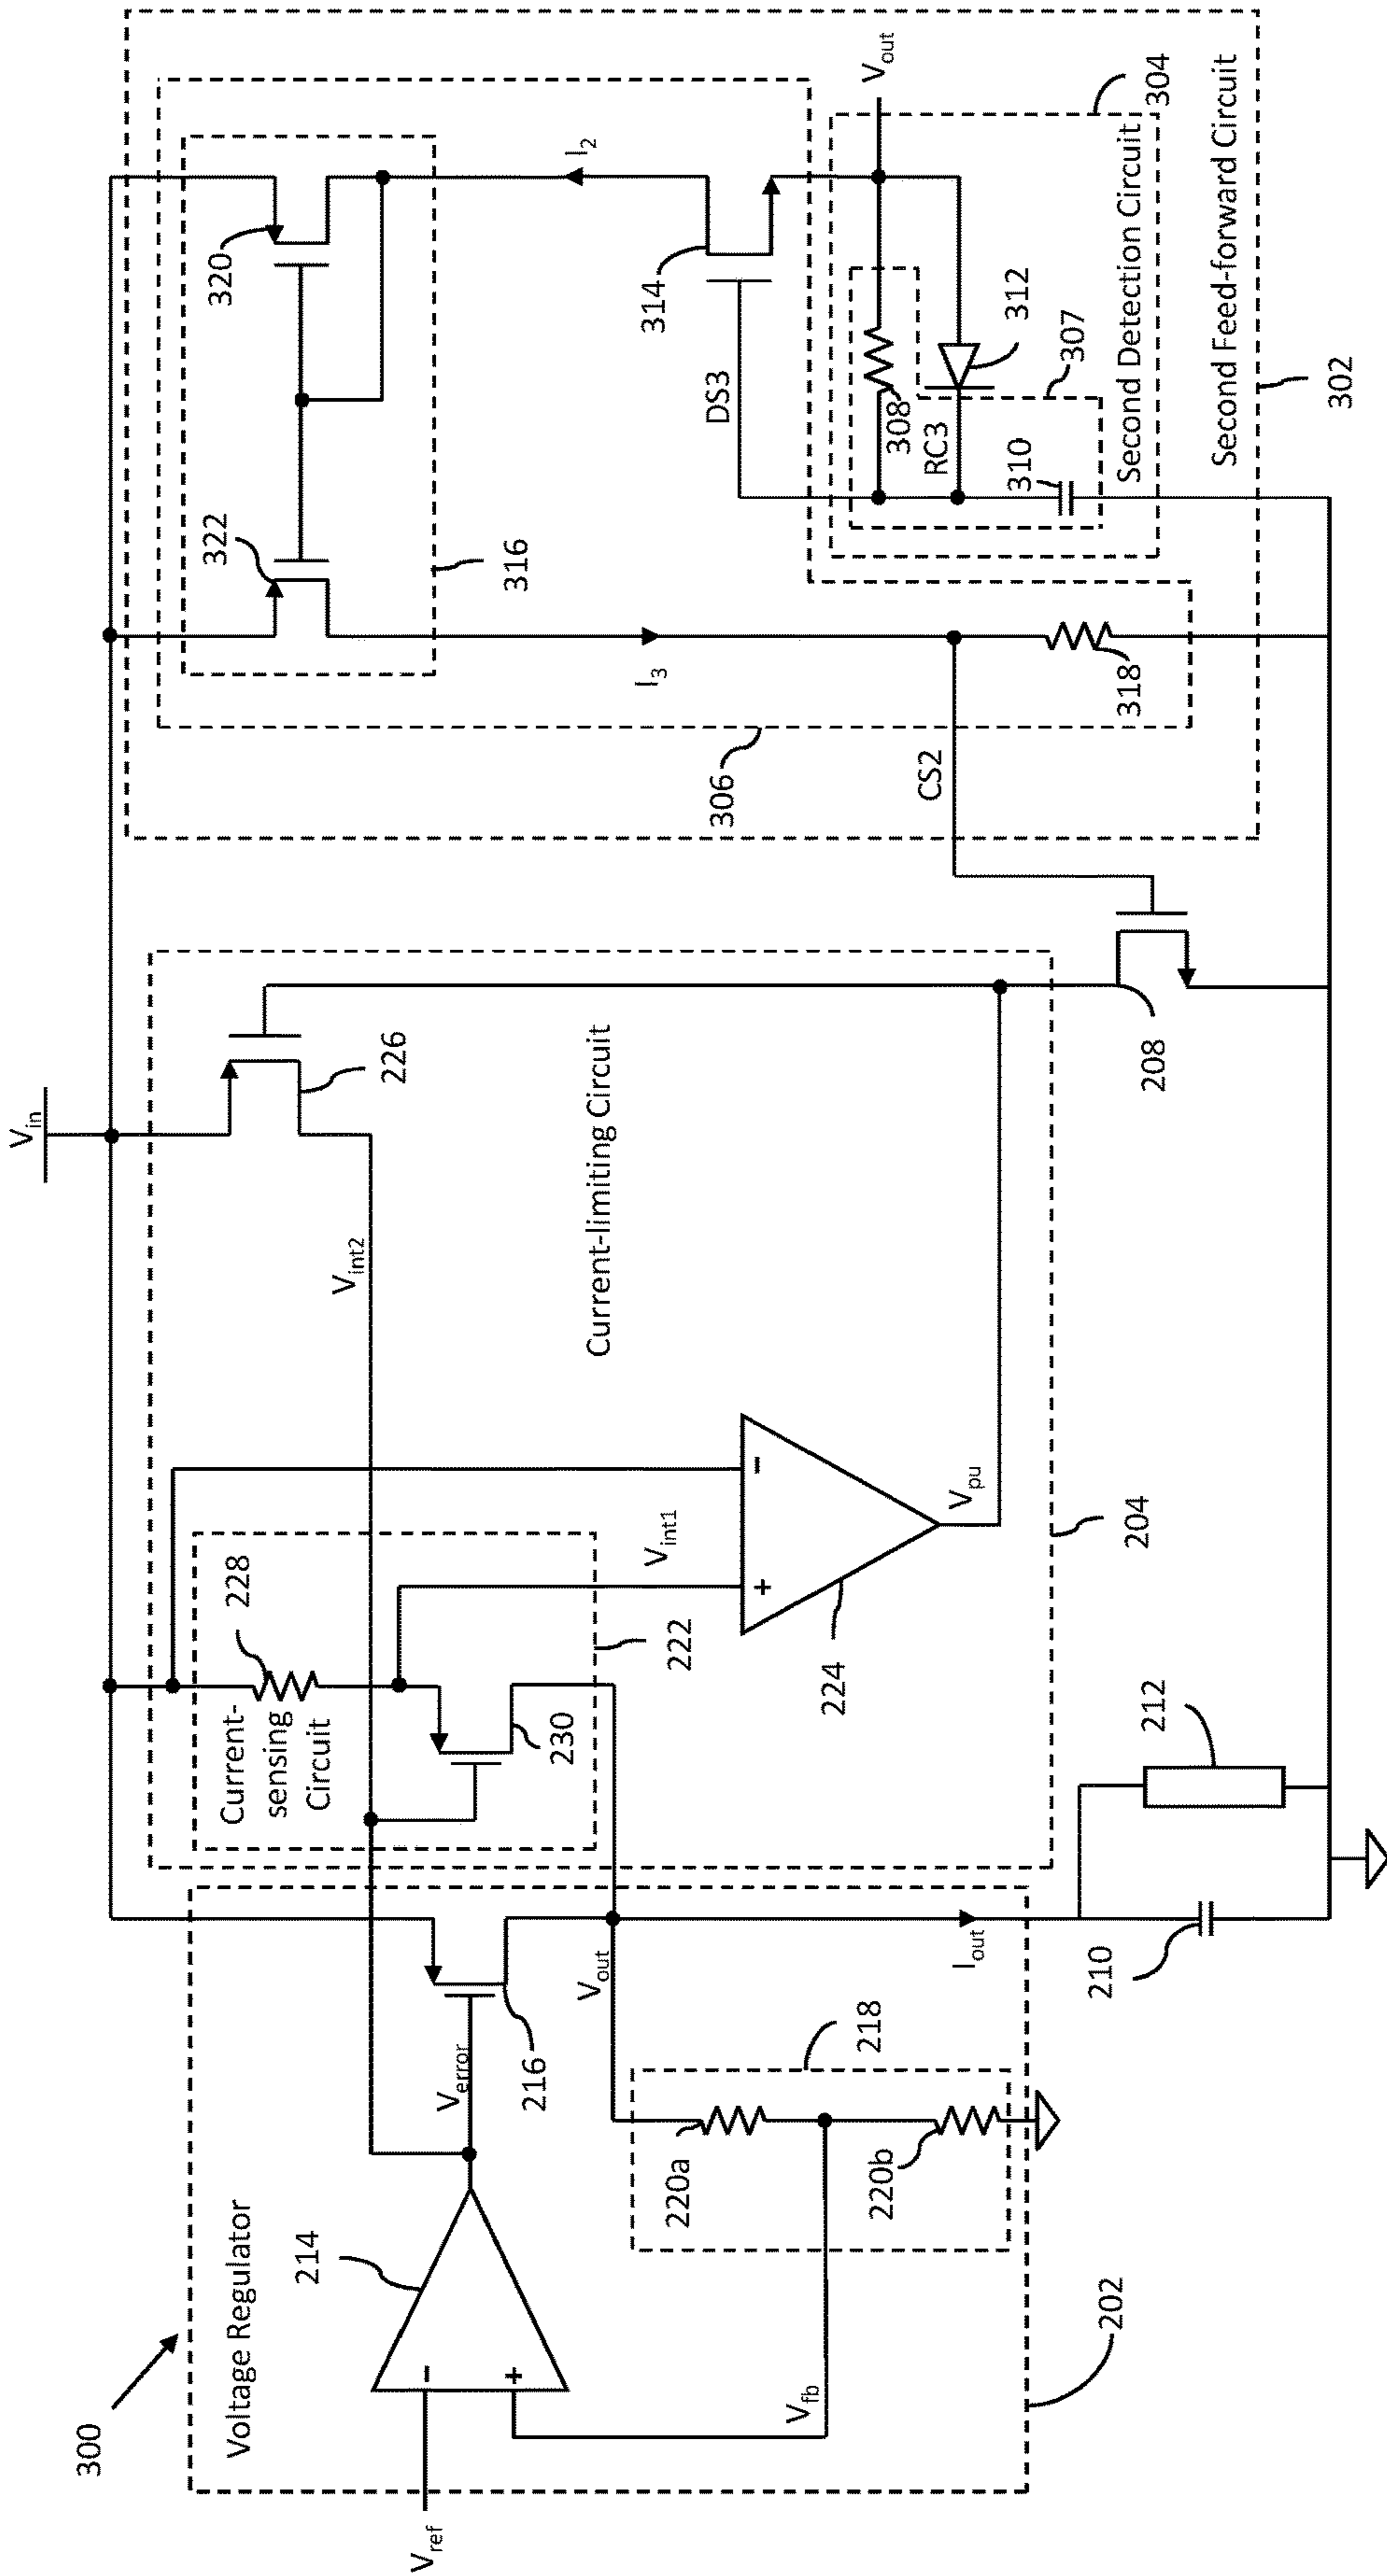 300
Voltage Regulator
V_ref
214
V_fb
V_error
216
V_out
220a
220b
218
202
I_out
210
212
Current-
sensing
Circuit
228
230
222
V_int1
224
V_pu
204
V_int2
Current-limiting Circuit
V_in
226
208
CS2
306
I_3
318
322
316
320
I_2
314
DS3
308
RC3
310
312
307
V_out
304
Second Detection Circuit
Second Feed-forward Circuit
302